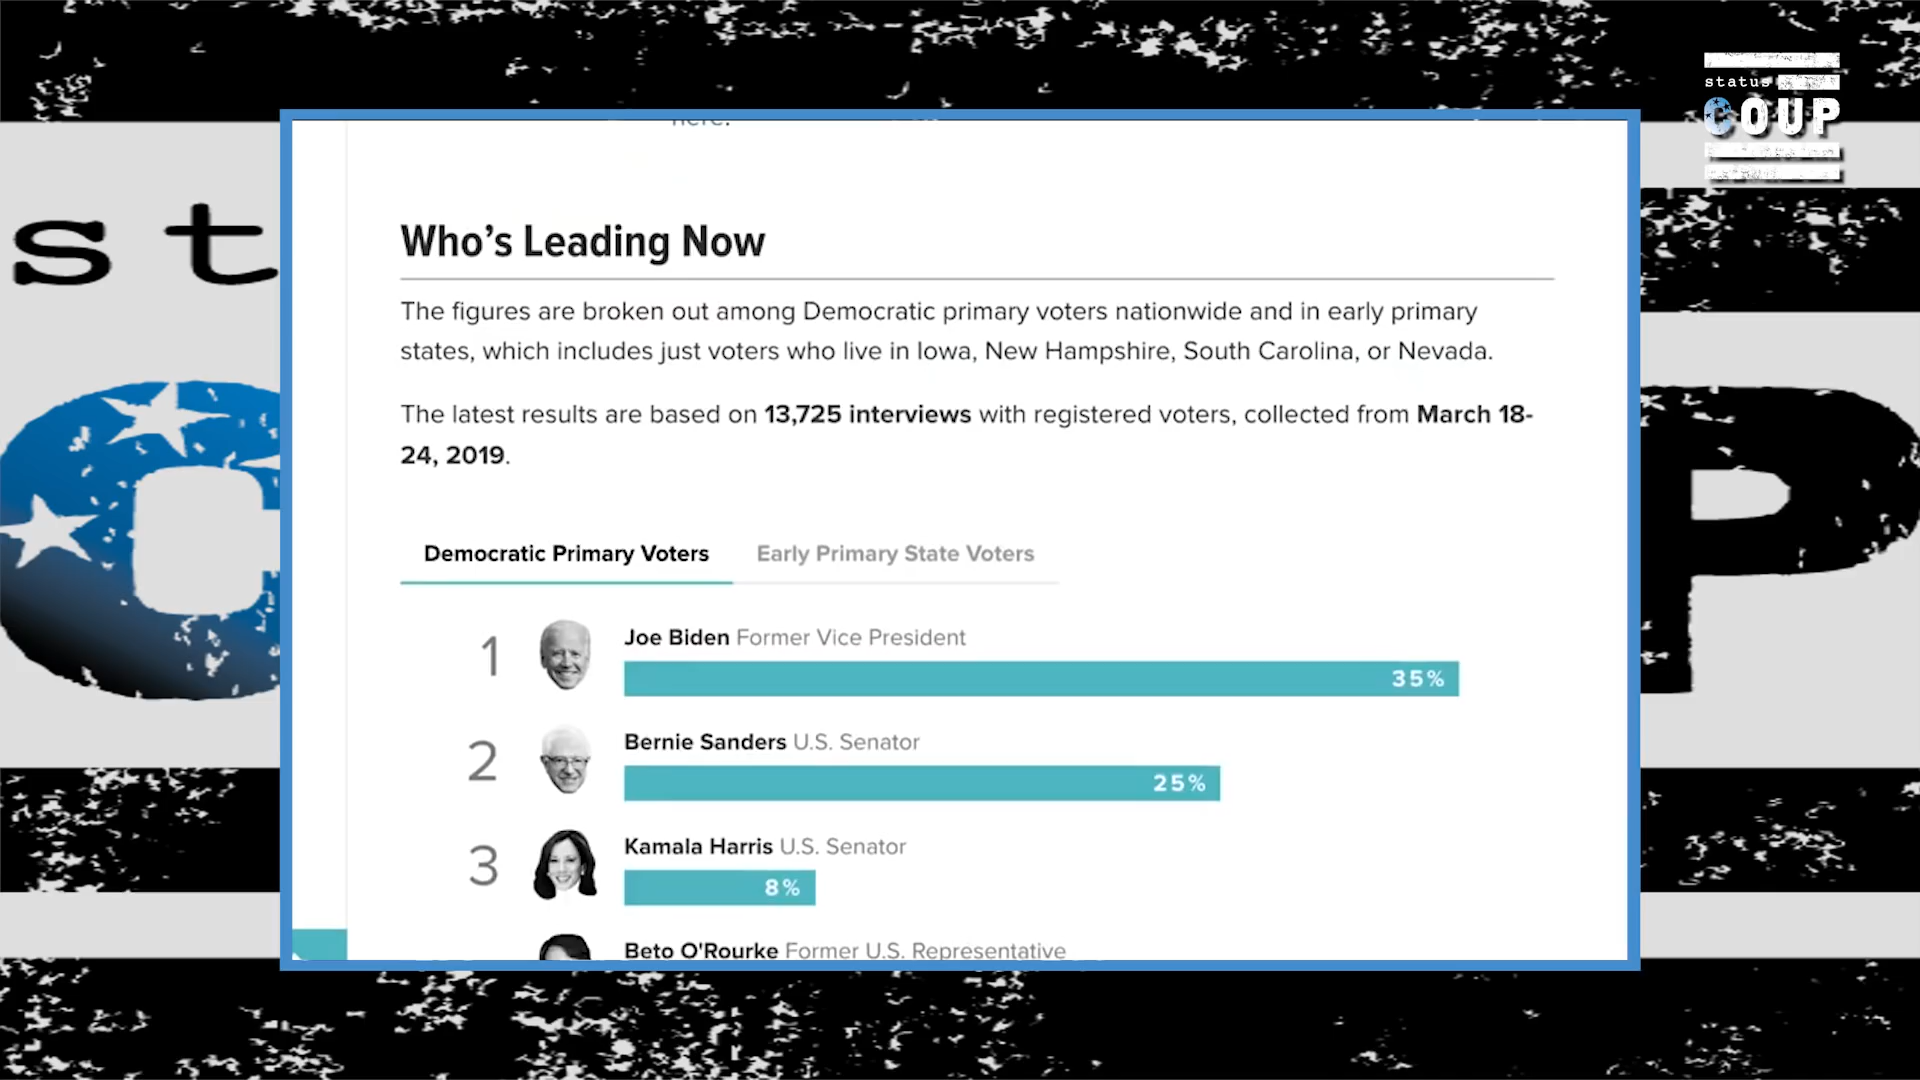 status
COUP
st
C
P
here.
Who's Leading Now
The figures are broken out among Democratic primary voters nationwide and in early primary
states, which includes just voters who live in Iowa, New Hampshire, South Carolina, or Nevada.
The latest results are based on 13,725 interviews with registered voters, collected from March 18-
24, 2019.
Democratic Primary Voters Early Primary State Voters
1 Joe Biden Former Vice President
35%
2 Bernie Sanders U.S. Senator
25%
3 Kamala Harris U.S. Senator
8%
Beto O'Rourke Former U.S. Representative